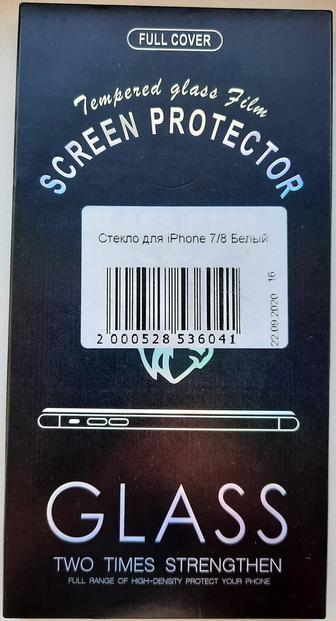 FULL COVER
Tempered glass Film
SCREEN PROTECTOR
Стекло для iPhone 7/8 Белый
2 000528 536041
22.09.2020 16
GLASS
TWO TIMES STRENGTHEN
FULL RANGE OF HIGH-DENSITY PROTECT YOUR PHONE